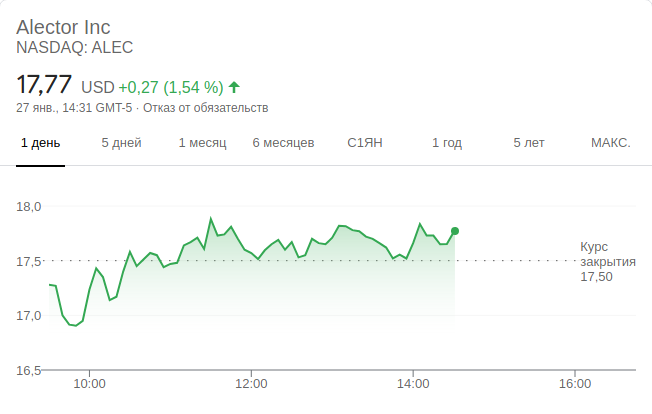 Alector Inc
NASDAQ: ALEC
17,77 USD +0,27 (1,54 %)
27 янв., 14:31 GMT-5 · Отказ от обязательств
1 день 5 дней 1 месяц 6 месяцев С1ЯН 1 год 5 лет МАКС.
18,0
Курс
17,5 закрытия
17,50
17,0
16,5
10:00 12:00 14:00 16:00